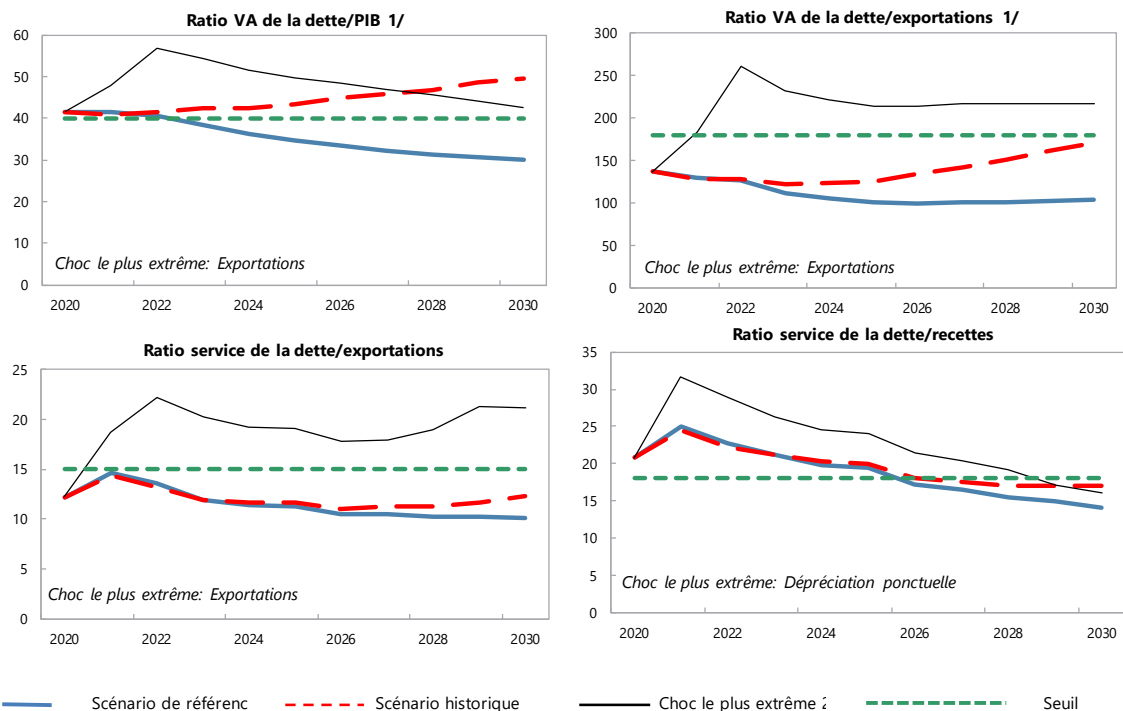 Ratio VA de la dette/PIB 1/
60
50
40
30
20
10
0
Choc le plus extrême: Exportations
2020 2022 2024 2026 2028 2030
Ratio VA de la dette/exportations 1/
300
250
200
150
100
50
0
Choc le plus extrême: Exportations
2020 2022 2024 2026 2028 2030
Ratio service de la dette/exportations
25
20
15
10
5
0
Choc le plus extrême: Exportations
2020 2022 2024 2026 2028 2030
Ratio service de la dette/recettes
35
30
25
20
15
10
5
0
Choc le plus extrême: Dépréciation ponctuelle
2020 2022 2024 2026 2028 2030
Scénario de référenc Scénario historique Choc le plus extrême Seuil